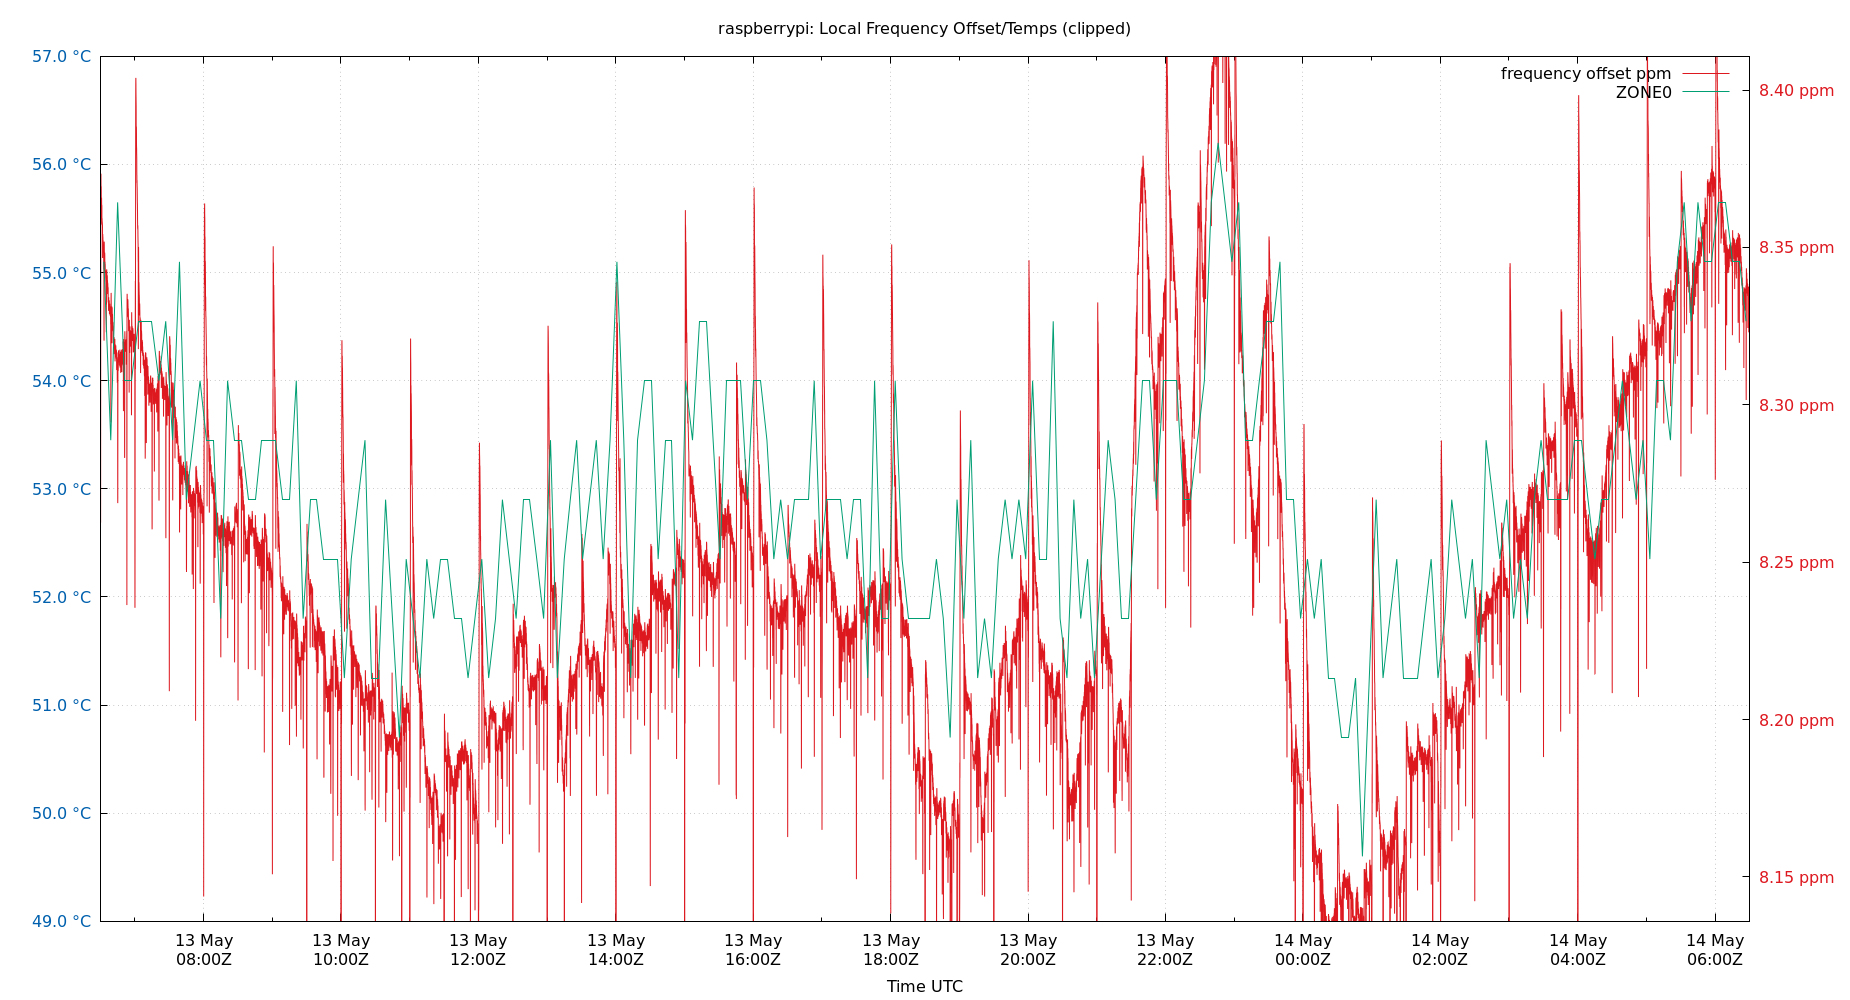 raspberrypi: Local Frequency Offset/Temps (clipped)
57.0 °C
56.0 °C
55.0 °C
54.0 °C
53.0 °C
52.0 °C
51.0 °C
50.0 °C
49.0 °C
frequency offset ppm
ZONE0
8.40 ppm
8.35 ppm
8.30 ppm
8.25 ppm
8.20 ppm
8.15 ppm
13 May
08:00Z
13 May
10:00Z
13 May
12:00Z
13 May
14:00Z
13 May
16:00Z
13 May
18:00Z
13 May
20:00Z
13 May
22:00Z
14 May
00:00Z
14 May
02:00Z
14 May
04:00Z
14 May
06:00Z
Time UTC